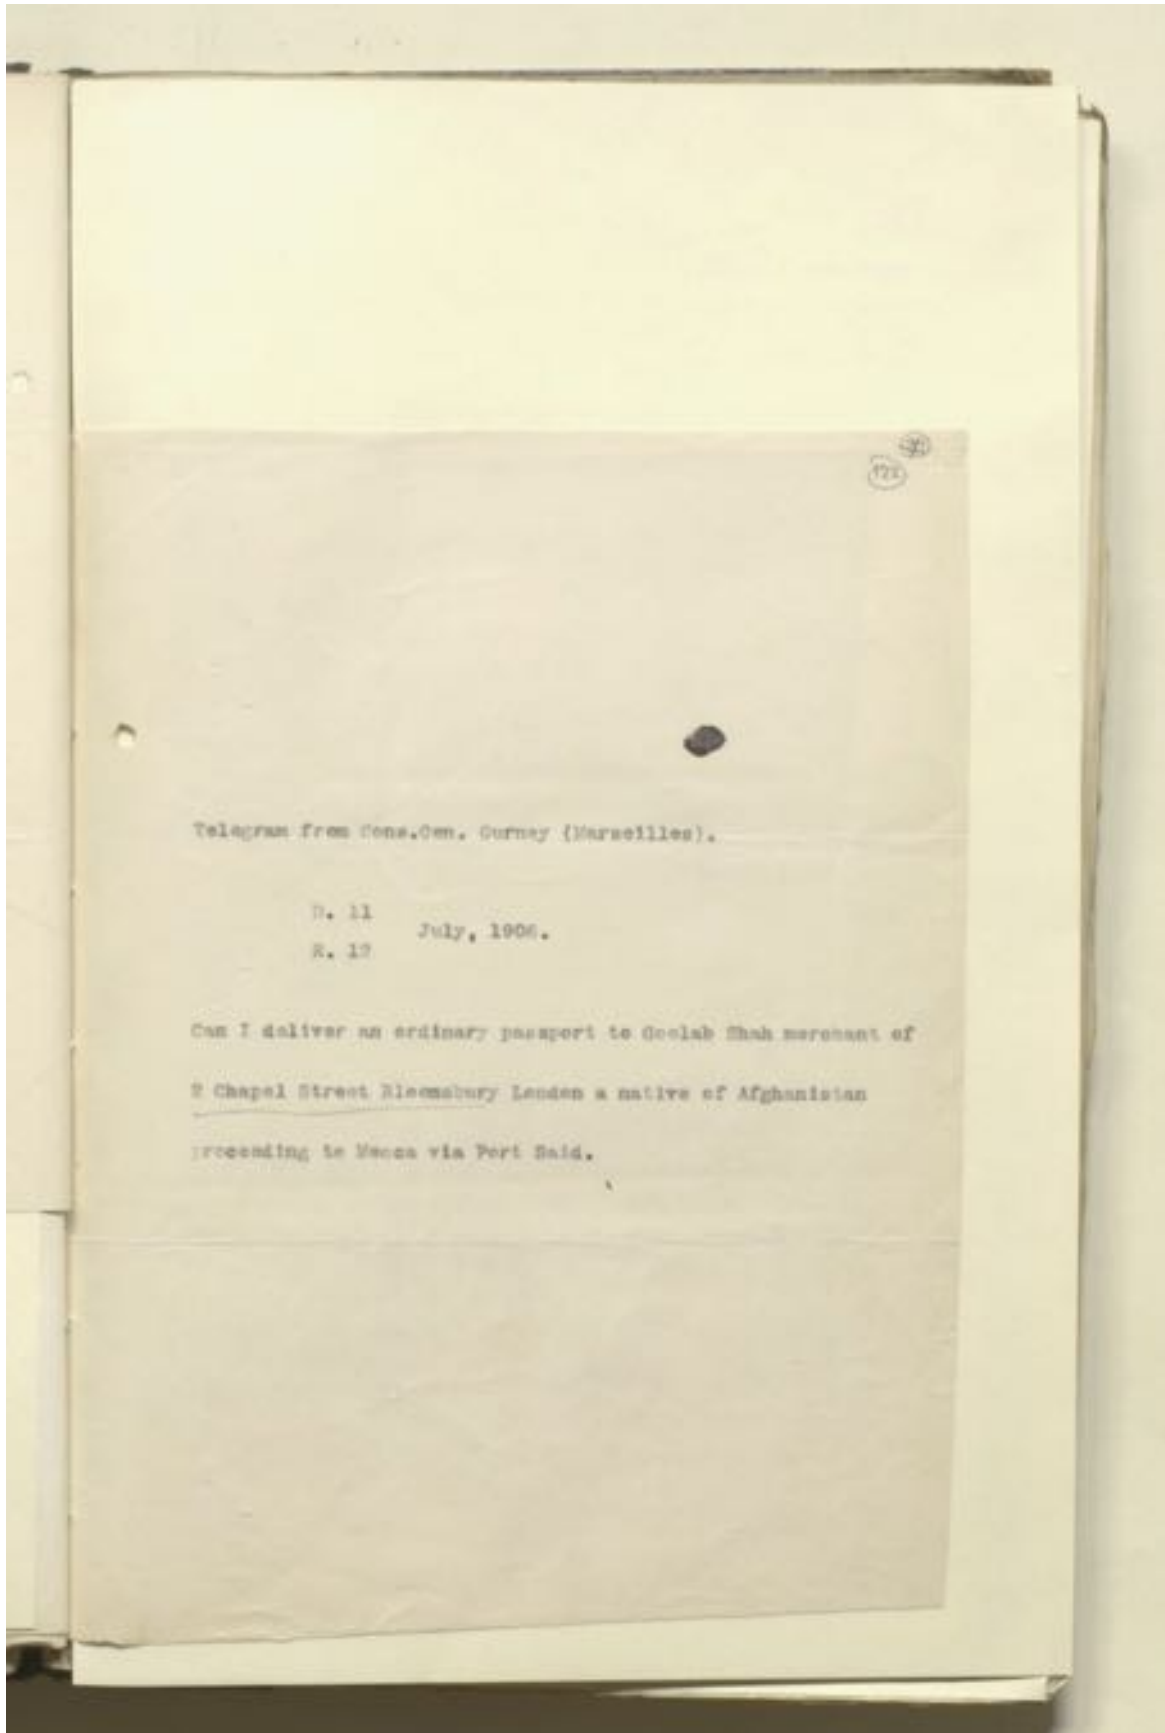 122
Telegram from Cons.Gen. Gurney (Marseilles).
D. 11
July, 1906.
R. 12
Can I deliver an ordinary passport to Goolab Shah merchant of
2 Chapel Street Bloomsbury London a native of Afghanistan
proceeding to Mecca via Port Said.